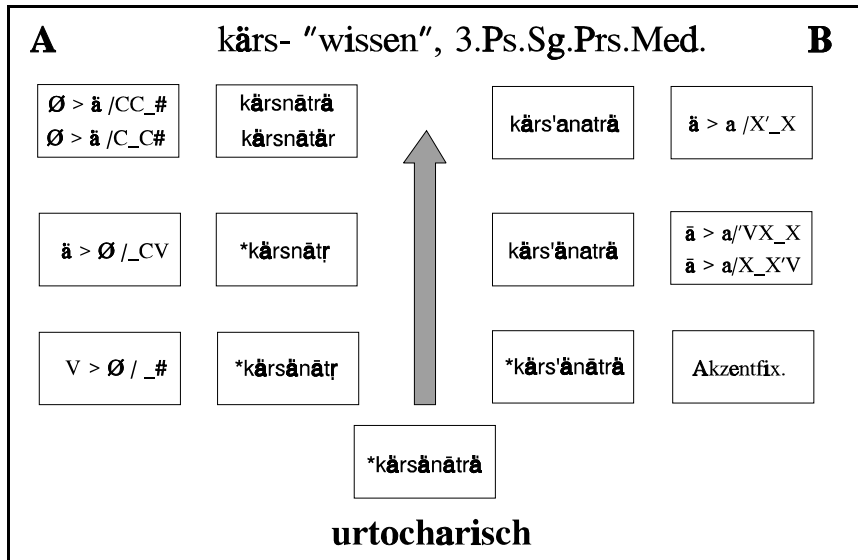 A kärs- "wissen", 3.Ps.Sg.Prs.Med. B
Ø > ä /CC_#
Ø > ä /C_C#
kärsnāträ
kärsnātär
kärs'anaträ
ä > a /X'_X
ä > Ø /_CV
*kärsnātṛ
kärs'änaträ
ā > a/'VX_X
ā > a/X_X'V
V > Ø / _#
*kärsänātṛ
*kärs'änāträ
Akzentfix.
*kärsänāträ
urtocharisch